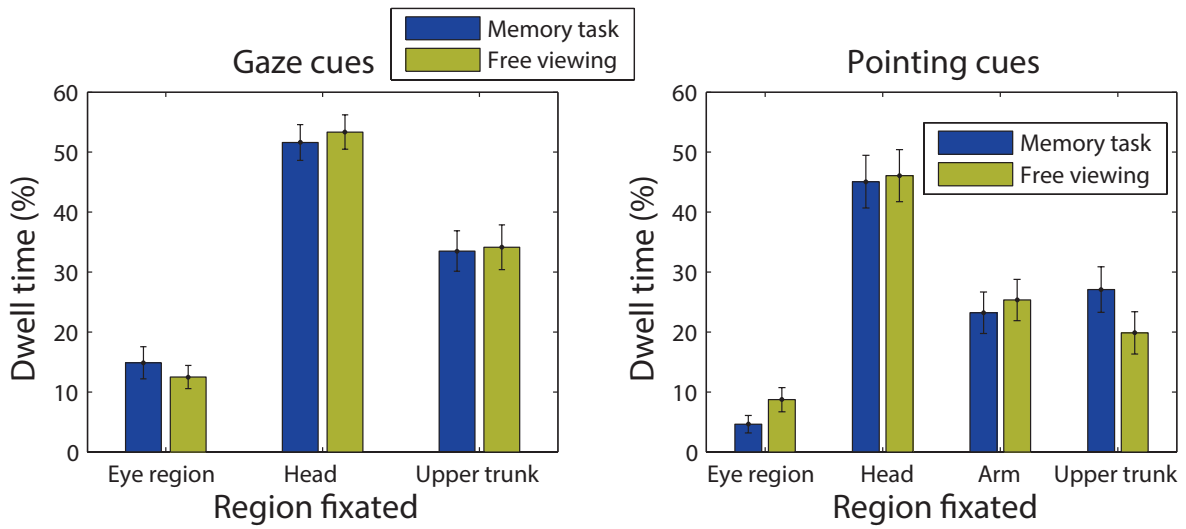 Gaze cues
Memory task
Free viewing
Dwell time (%)
60
50
40
30
20
10
0
Eye region
Head
Upper trunk
Region fixated
Pointing cues
Memory task
Free viewing
Dwell time (%)
60
50
40
30
20
10
0
Eye region
Head
Arm
Upper trunk
Region fixated